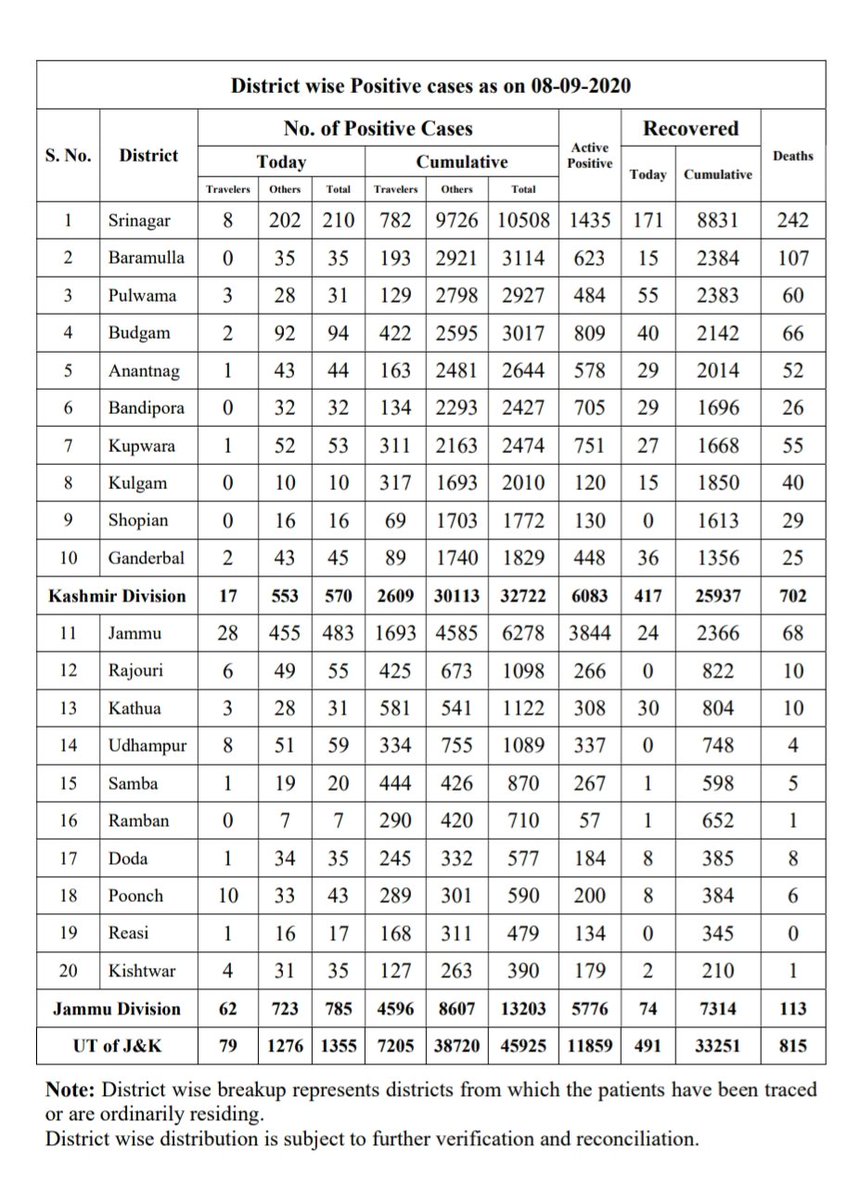 District wise Positive cases as on 08-09-2020
S. No. District No. of Positive Cases Active Positive Recovered Deaths
Today Cumulative Today Cumulative
Travelers Others Total Travelers Others Total
1 Srinagar 8 202 210 782 9726 10508 1435 171 8831 242
2 Baramulla 0 35 35 193 2921 3114 623 15 2384 107
3 Pulwama 3 28 31 129 2798 2927 484 55 2383 60
4 Budgam 2 92 94 422 2595 3017 809 40 2142 66
5 Anantnag 1 43 44 163 2481 2644 578 29 2014 52
6 Bandipora 0 32 32 134 2293 2427 705 29 1696 26
7 Kupwara 1 52 53 311 2163 2474 751 27 1668 55
8 Kulgam 0 10 10 317 1693 2010 120 15 1850 40
9 Shopian 0 16 16 69 1703 1772 130 0 1613 29
10 Ganderbal 2 43 45 89 1740 1829 448 36 1356 25
Kashmir Division 17 553 570 2609 30113 32722 6083 417 25937 702
11 Jammu 28 455 483 1693 4585 6278 3844 24 2366 68
12 Rajouri 6 49 55 425 673 1098 266 0 822 10
13 Kathua 3 28 31 581 541 1122 308 30 804 10
14 Udhampur 8 51 59 334 755 1089 337 0 748 4
15 Samba 1 19 20 444 426 870 267 1 598 5
16 Ramban 0 7 7 290 420 710 57 1 652 1
17 Doda 1 34 35 245 332 577 184 8 385 8
18 Poonch 10 33 43 289 301 590 200 8 384 6
19 Reasi 1 16 17 168 311 479 134 0 345 0
20 Kishtwar 4 31 35 127 263 390 179 2 210 1
Jammu Division 62 723 785 4596 8607 13203 5776 74 7314 113
UT of J&K 79 1276 1355 7205 38720 45925 11859 491 33251 815
Note: District wise breakup represents districts from which the patients have been traced
or are ordinarily residing.
District wise distribution is subject to further verification and reconciliation.